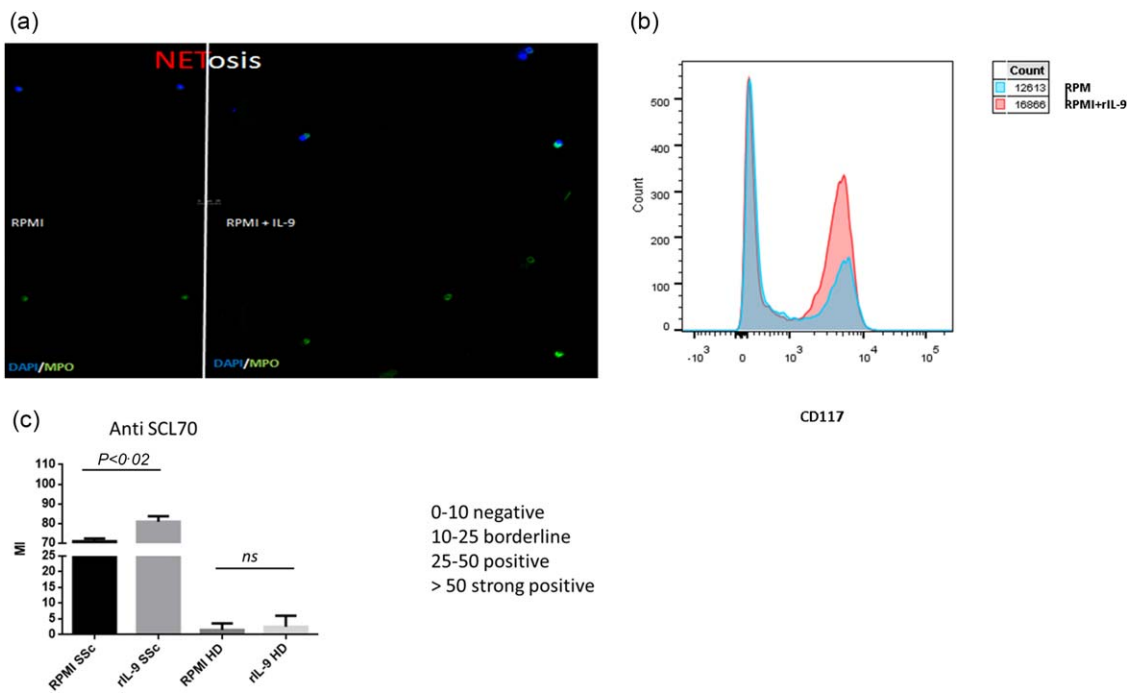 (a)
NETosis
RPMI
RPMI + IL-9
DAPI/MPO
DAPI/MPO
(b)
Count
500
400
300
200
100
0
-10³ 0 10³ 10⁴ 10⁵
CD117
Count
12613 RPM
I
16866 RPMI+rIL-9
(c)
Anti SCL70
P<0·02
ns
MI
110
100
90
80
70
25
20
15
10
5
0
RPMI SSc
rIL-9 SSc
RPMI HD
rIL-9 HD
0-10 negative
10-25 borderline
25-50 positive
> 50 strong positive